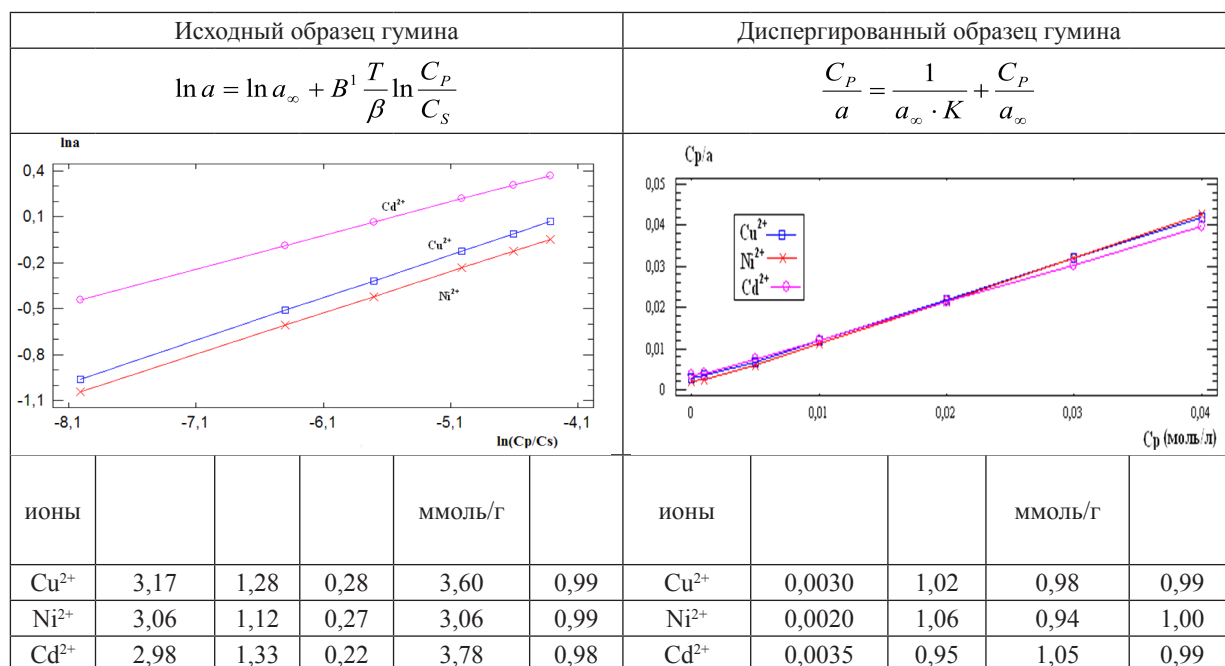 Исходный образец гумина
Диспергированный образец гумина
ln a = ln a∞ + B¹ T/β ln C_P/C_S
C_P/a = 1/(a∞ · K) + C_P/a∞
lna
0,4
0,1
-0,2
-0,5
-0,8
-1,1
-8,1 -7,1 -6,1 -5,1 -4,1
ln(Cp/Cs)
Cd²⁺
Cu²⁺
Ni²⁺
Cp/a
0,05
0,04
0,03
0,02
0,01
0
0 0,01 0,02 0,03 0,04
Cp (моль/л)
Cu²⁺
Ni²⁺
Cd²⁺
ионы ммоль/г ионы ммоль/г
Cu²⁺ 3,17 1,28 0,28 3,60 0,99 Cu²⁺ 0,0030 1,02 0,98 0,99
Ni²⁺ 3,06 1,12 0,27 3,06 0,99 Ni²⁺ 0,0020 1,06 0,94 1,00
Cd²⁺ 2,98 1,33 0,22 3,78 0,98 Cd²⁺ 0,0035 0,95 1,05 0,99